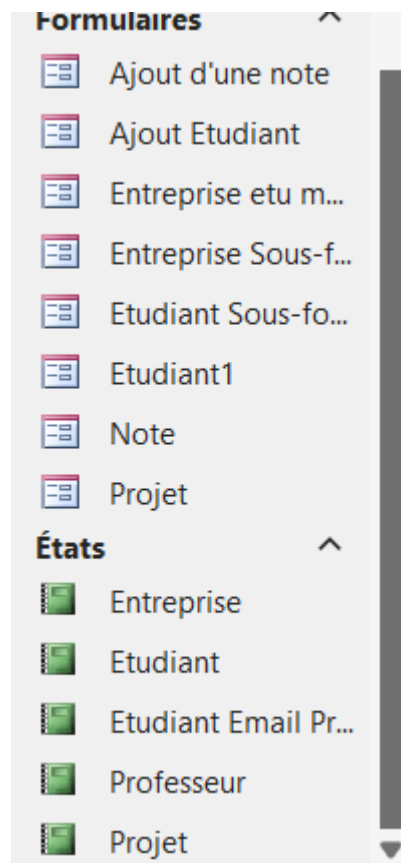 Formulaires
Ajout d'une note
Ajout Etudiant
Entreprise etu m...
Entreprise Sous-f...
Etudiant Sous-fo...
Etudiant1
Note
Projet
États
Entreprise
Etudiant
Etudiant Email Pr...
Professeur
Projet